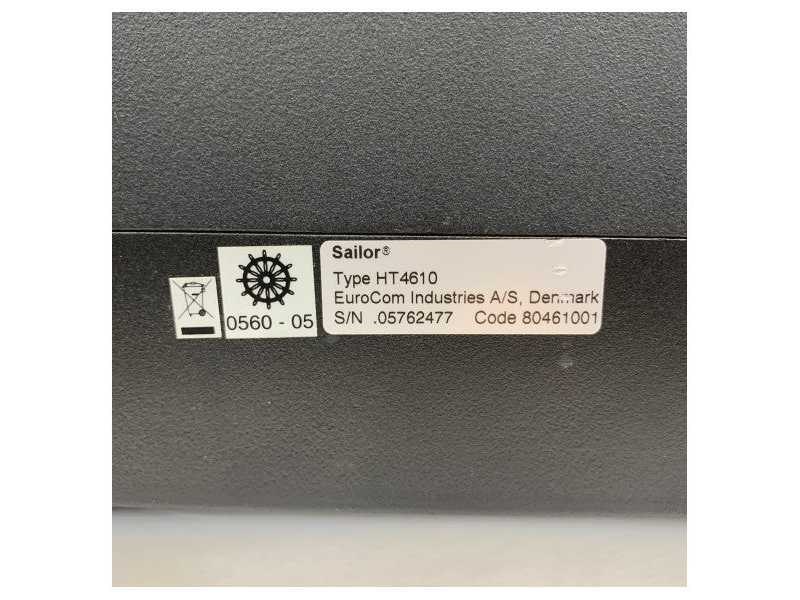 Sailor®
Type HT4610
EuroCom Industries A/S, Denmark
S/N .05762477 Code 80461001
0560 - 05